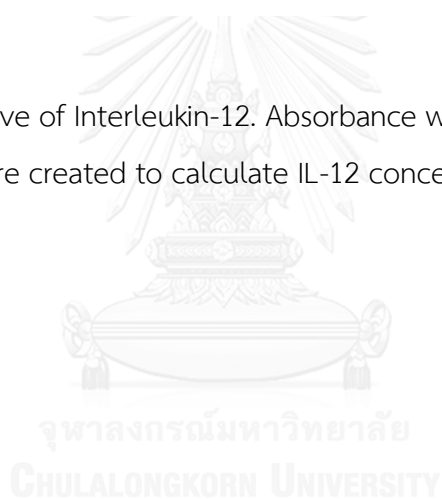 ve of Interleukin-12. Absorbance w
re created to calculate IL-12 conce
จุฬาลงกรณ์มหาวิทยาลัย
CHULALONGKORN UNIVERSITY